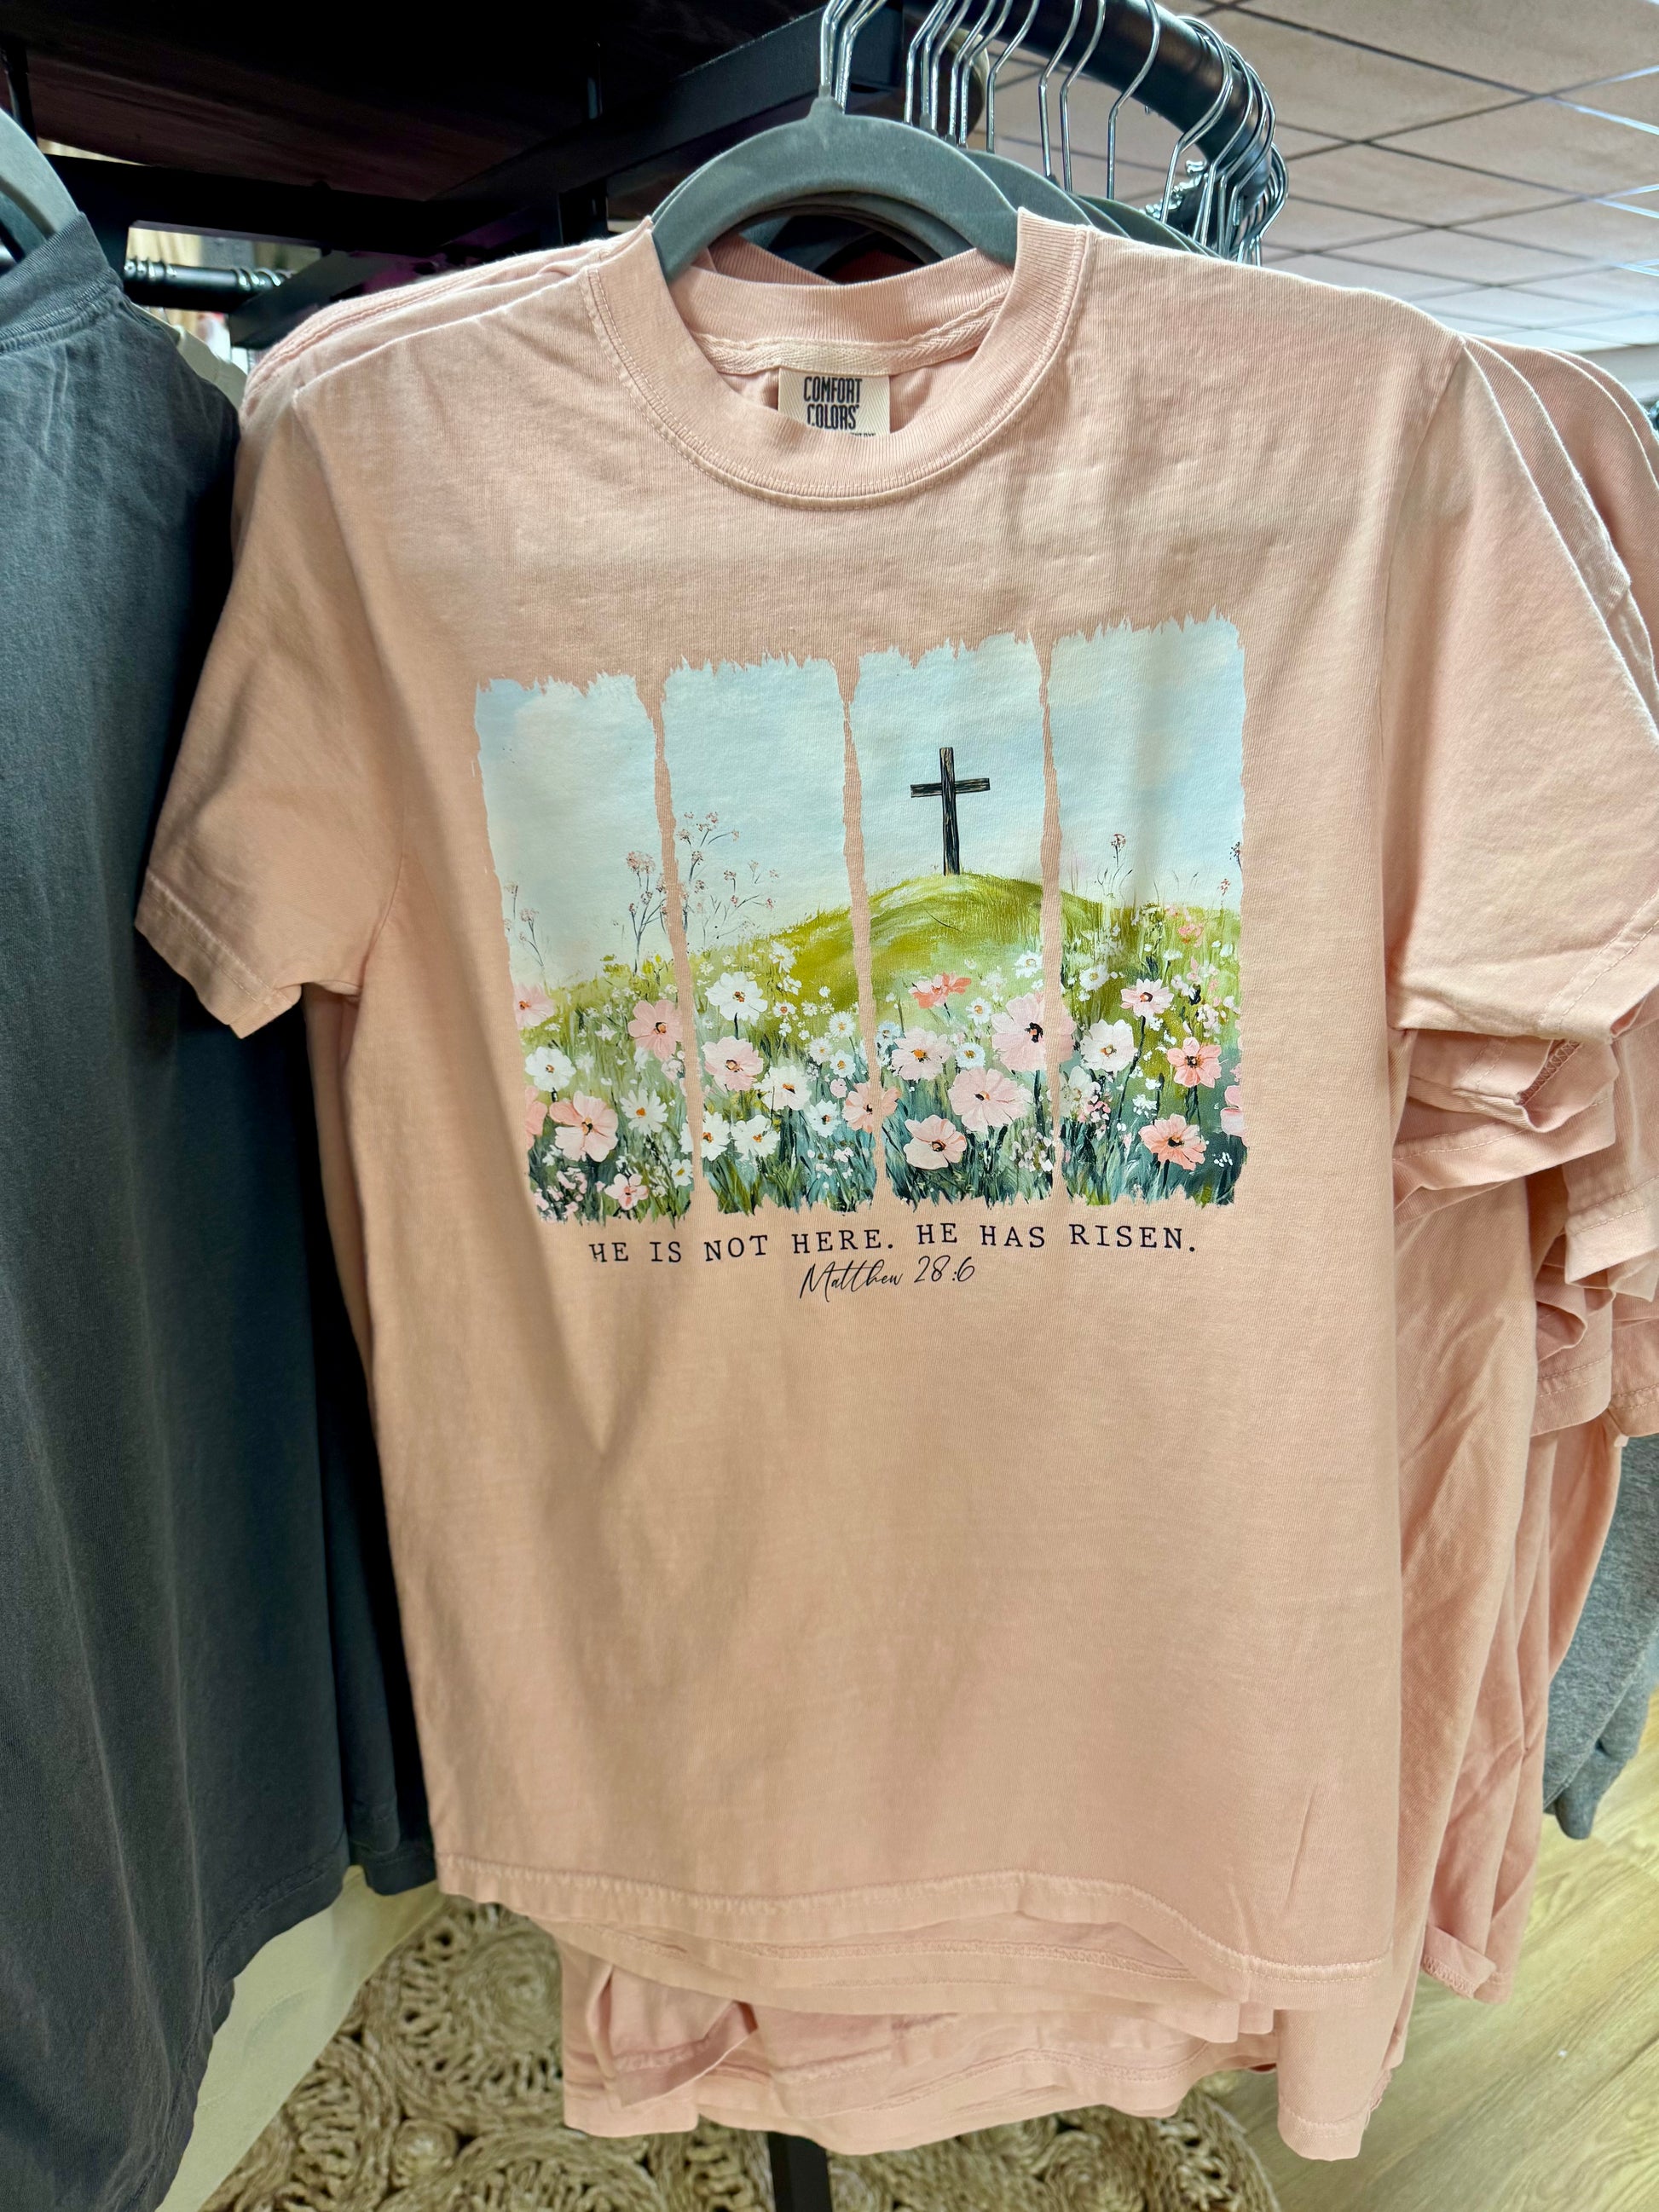 COMFORT
COLORS
HE IS NOT HERE. HE HAS RISEN.
Matthew 28:6